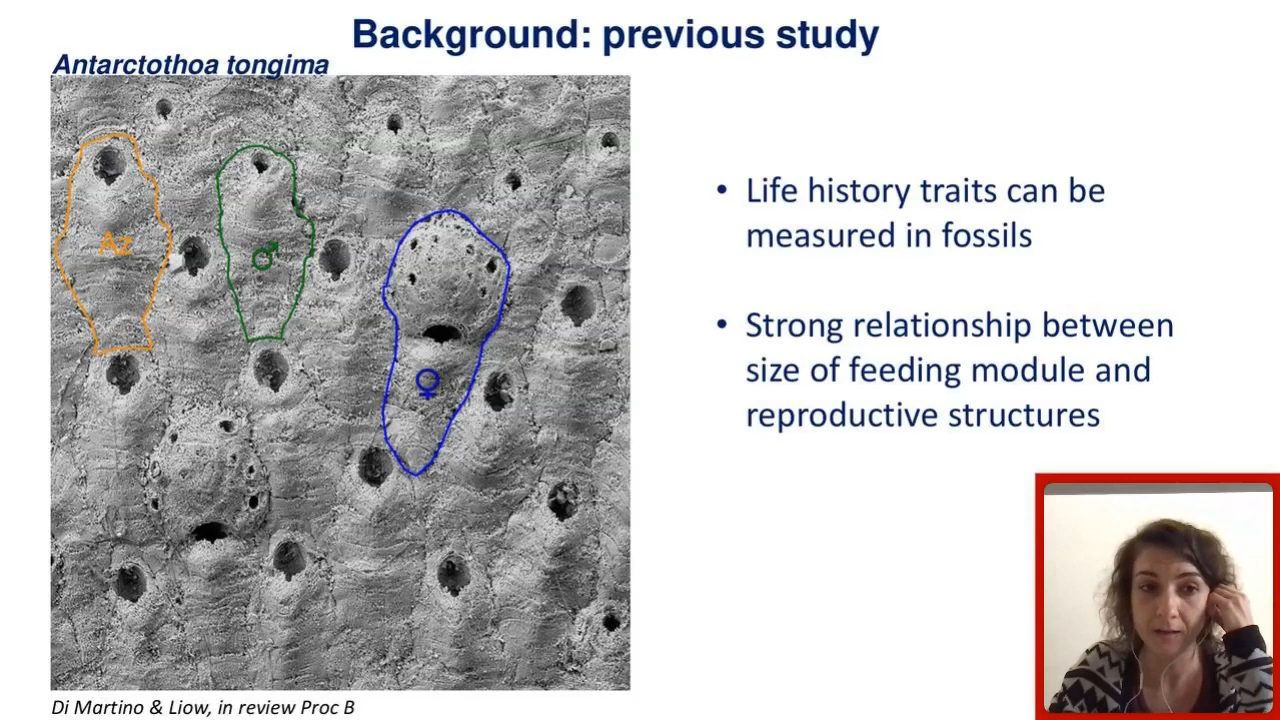 Background: previous study
Antarctothoa tongima
Az
♂
♀
• Life history traits can be
measured in fossils
• Strong relationship between
size of feeding module and
reproductive structures
Di Martino & Liow, in review Proc B